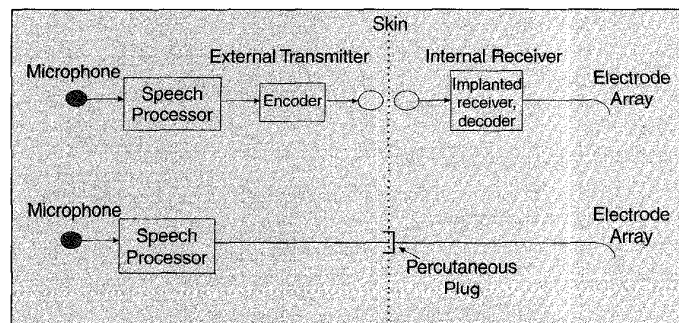 Skin
External Transmitter
Internal Receiver
Microphone
Speech
Processor
Encoder
Implanted
receiver,
decoder
Electrode
Array
Microphone
Speech
Processor
Electrode
Array
Percutaneous
Plug